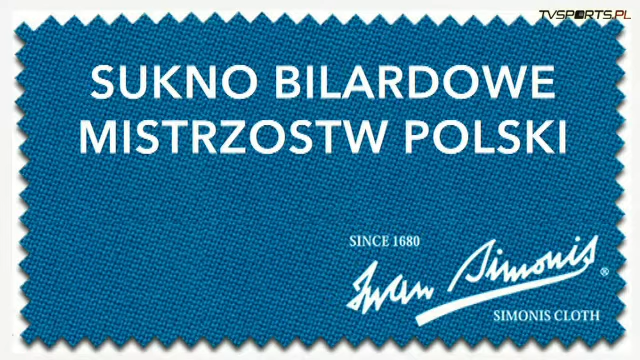 TVSPORTS.PL
SUKNO BILARDOWE
MISTRZOSTW POLSKI
SINCE 1680
Iwan Simonis ®
SIMONIS CLOTH